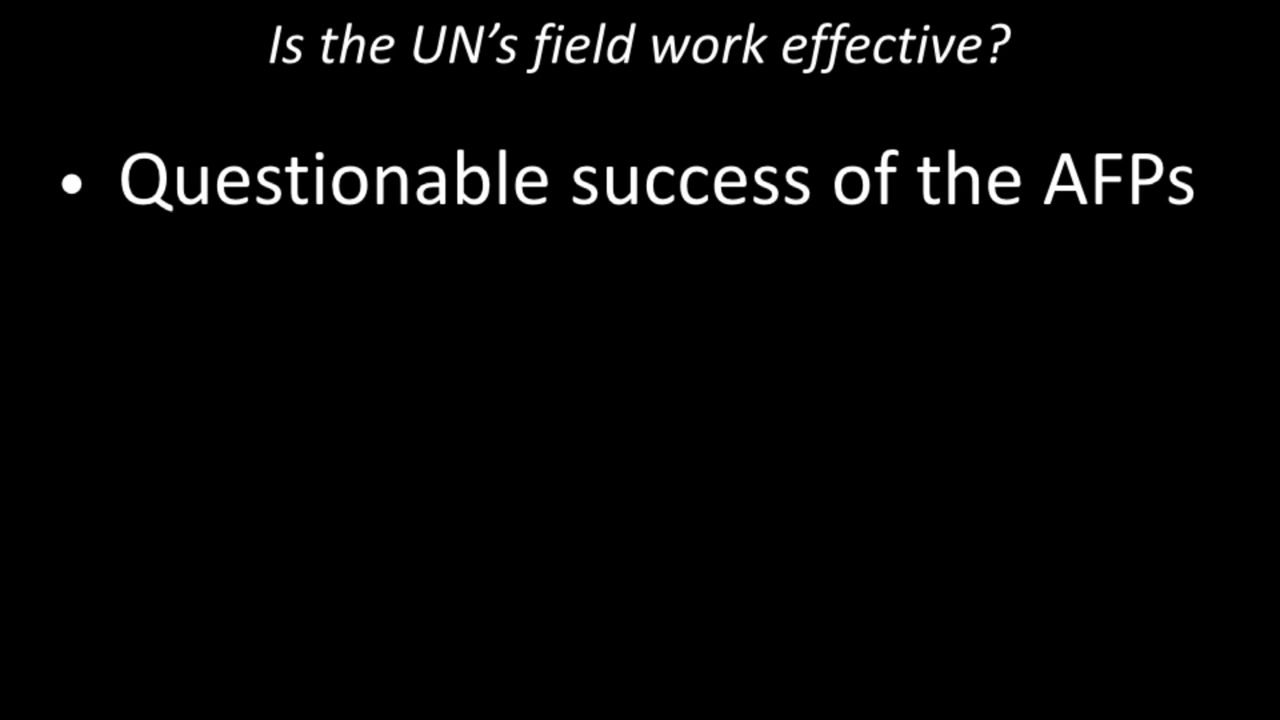 Is the UN’s field work effective?
• Questionable success of the AFPs